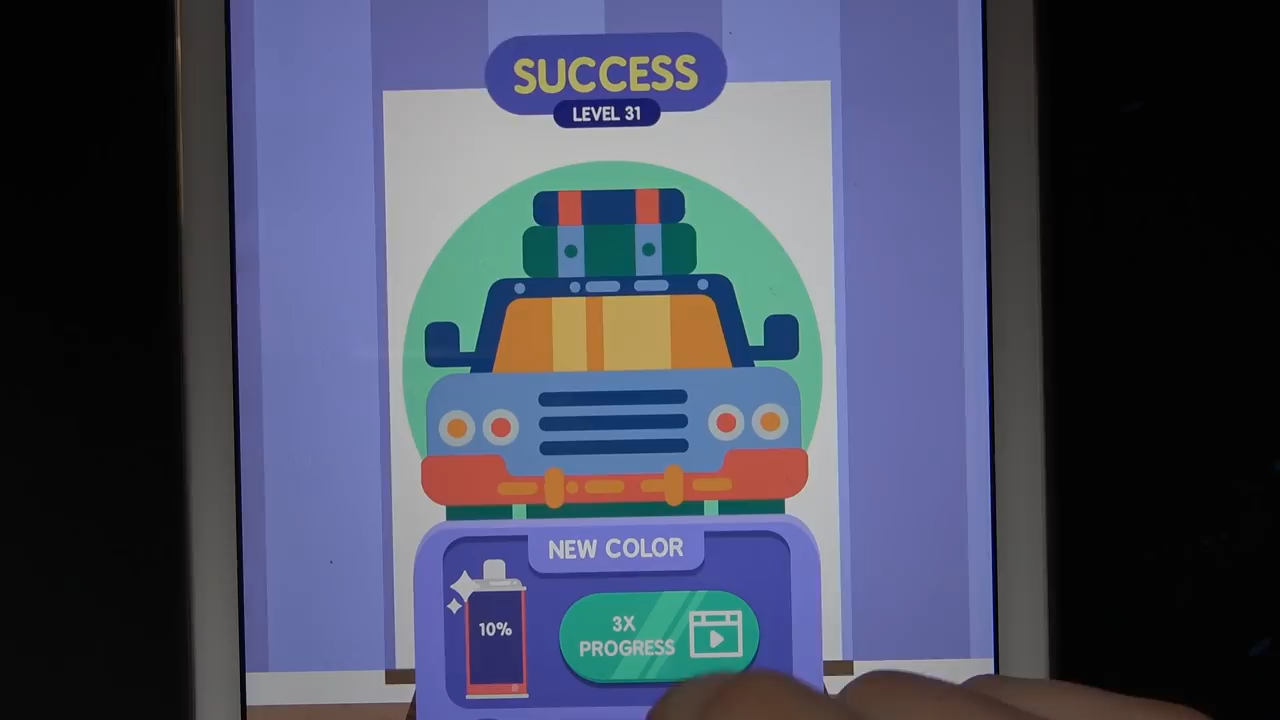 SUCCESS
LEVEL 31
NEW COLOR
10%
3X
PROGRESS